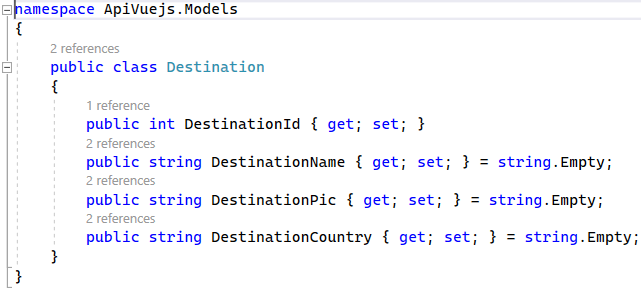 namespace ApiVuejs.Models
{
2 references
public class Destination
{
1 reference
public int DestinationId { get; set; }
2 references
public string DestinationName { get; set; } = string.Empty;
2 references
public string DestinationPic { get; set; } = string.Empty;
2 references
public string DestinationCountry { get; set; } = string.Empty;
}
}